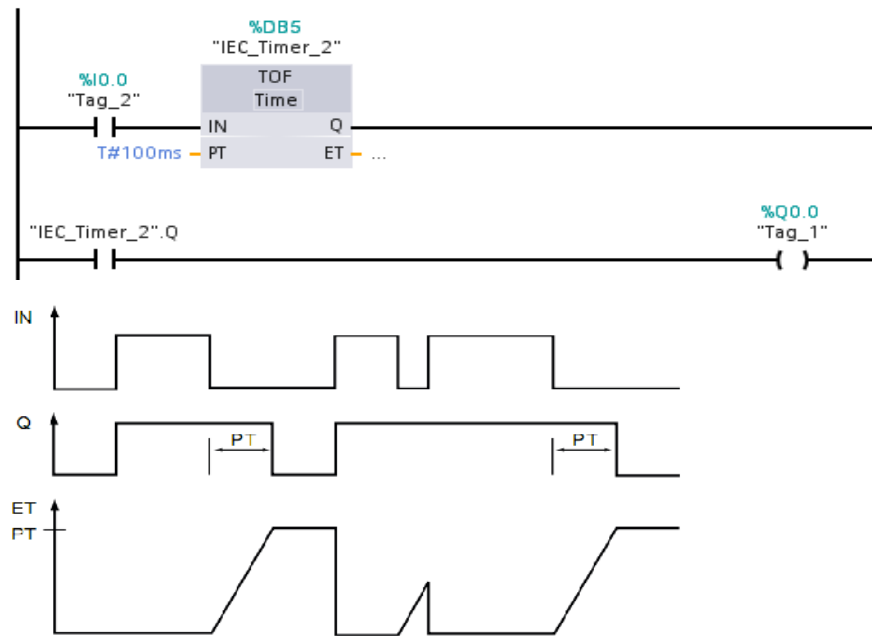 %DB5
"IEC_Timer_2"
%I0.0
"Tag_2"
TOF
Time
IN Q
T#100ms PT ET ...
%Q0.0
"Tag_1"
"IEC_Timer_2".Q
IN
Q
PT PT
ET
PT